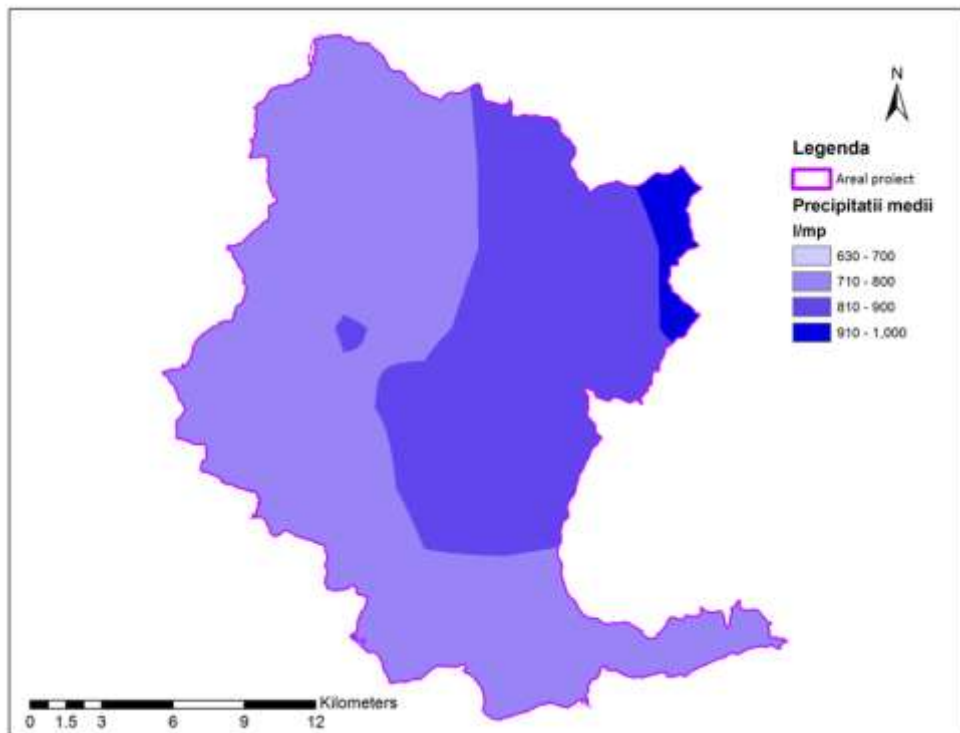 N
Legenda
Areal proiect
Precipitatii medii
l/mp
630 - 700
710 - 800
810 - 900
910 - 1,000
Kilometers
0 1.5 3 6 9 12